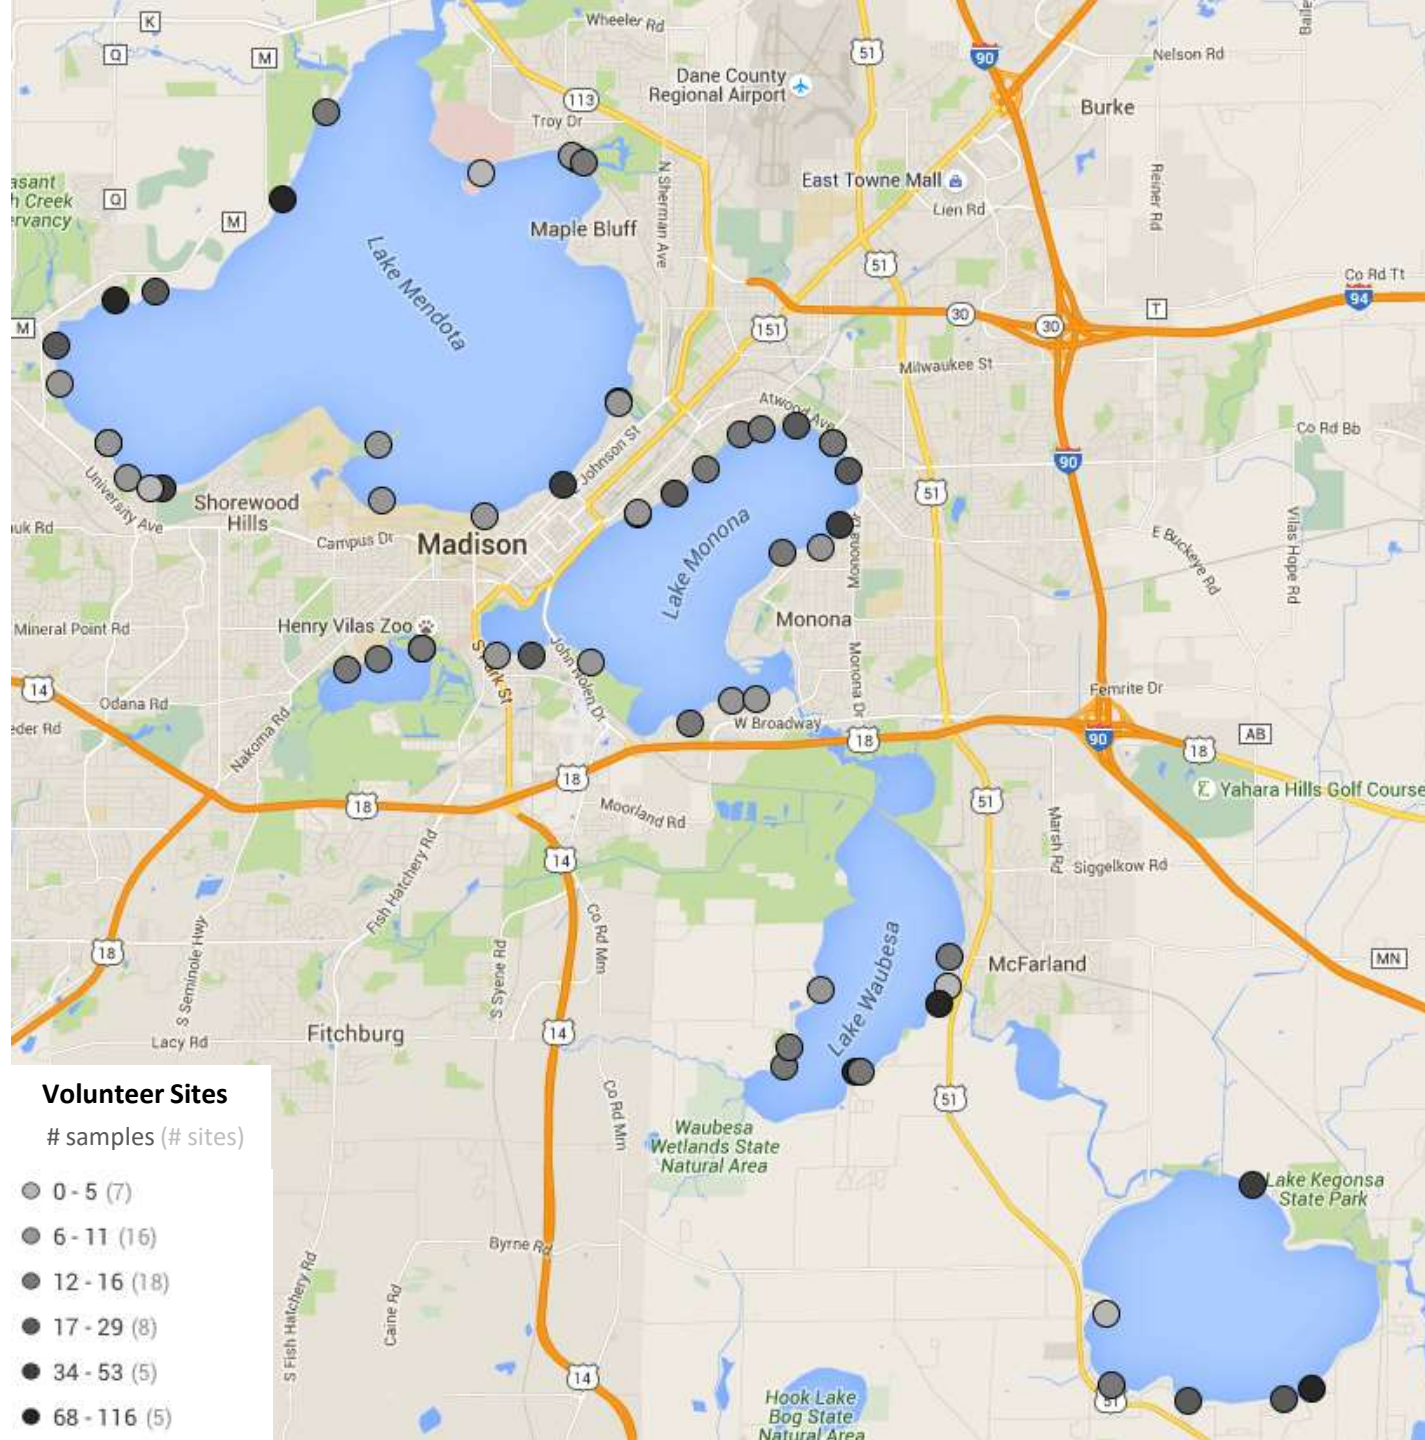 K
Wheeler Rd
51
90
Nelson Rd
Q
M
Dane County
Regional Airport
113
Troy Dr
Burke
N Sherman Ave
East Towne Mall
Reiner Rd
Q
Lien Rd
h Creek
M
Maple Bluff
Lake Mendota
51
Co Rd Tt
94
T
30
30
M
151
Milwaukee St
Atwood Ave
Co Rd Bb
E Johnson St
90
University Ave
51
Shorewood
Hills
Vilas Hope Rd
Lake Monona
Campus Dr
Madison
E Buckeye Rd
Monona
Mineral Point Rd
Henry Vilas Zoo
John Nolen Dr
Monona Dr
14
Odana Rd
Nakoma Rd
Femrite Dr
W Broadway
18
90
AB
18
18
18
Moorland Rd
51
Yahara Hills Golf Course
Marsh Rd
Siggelkow Rd
14
Fish Hatchery Rd
Co Rd Mm
18
S Seminole Hwy
S Syene Rd
Lake Waubesa
McFarland
MN
Fitchburg
14
Lacy Rd
Co Rd Mm
51
Waubesa
Wetlands State
Natural Area
Lake Kegonsa
State Park
Byrne Rd
S Fish Hatchery Rd
Caine Rd
14
51
Hook Lake
Bog State
Natural Area
Volunteer Sites
# samples (# sites)
0 - 5 (7)
6 - 11 (16)
12 - 16 (18)
17 - 29 (8)
34 - 53 (5)
68 - 116 (5)